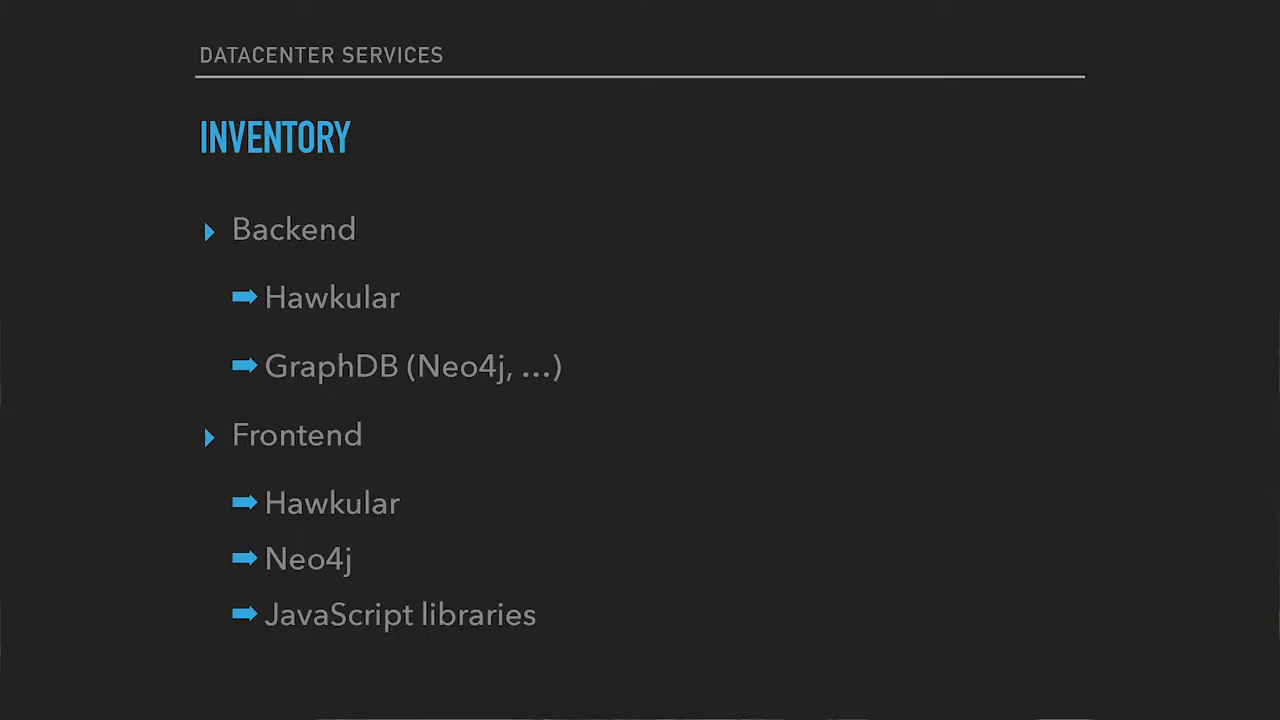 DATACENTER SERVICES
INVENTORY
Backend
Hawkular
GraphDB (Neo4j, …)
Frontend
Hawkular
Neo4j
JavaScript libraries